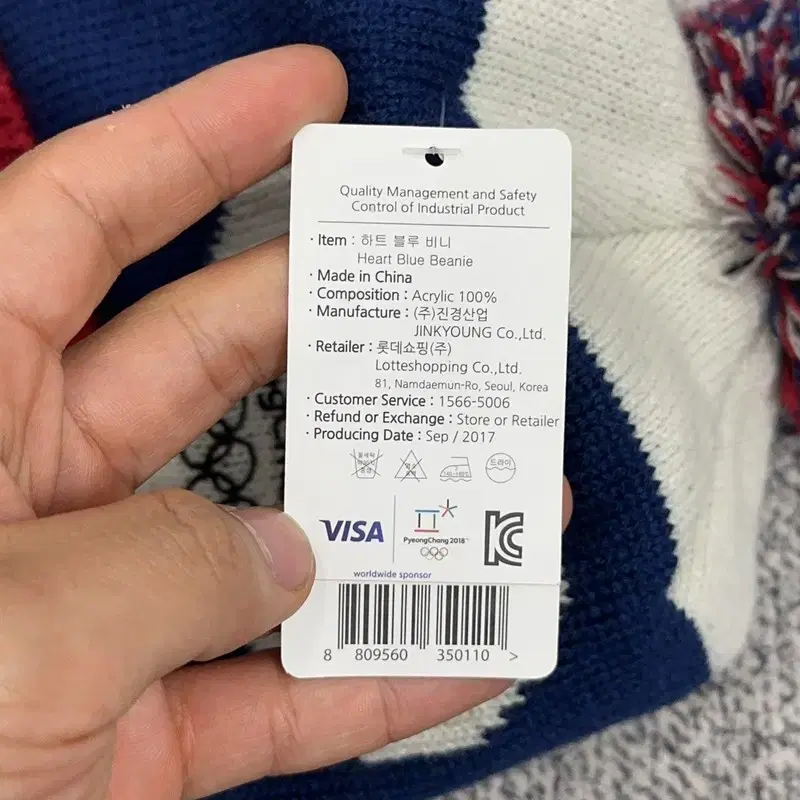 Quality Management and Safety
Control of Industrial Product
· Item : 하트 블루 비니
Heart Blue Beanie
· Made in China
· Composition : Acrylic 100%
· Manufacture : (주)진경산업
JINKYOUNG Co.,Ltd.
· Retailer : 롯데쇼핑(주)
Lotteshopping Co.,Ltd.
81, Namdaemun-Ro, Seoul, Korea
· Customer Service : 1566-5006
· Refund or Exchange : Store or Retailer
· Producing Date : Sep / 2017
드라이
VISA
PyeongChang 2018
worldwide sponsor
8 809560 350110 >